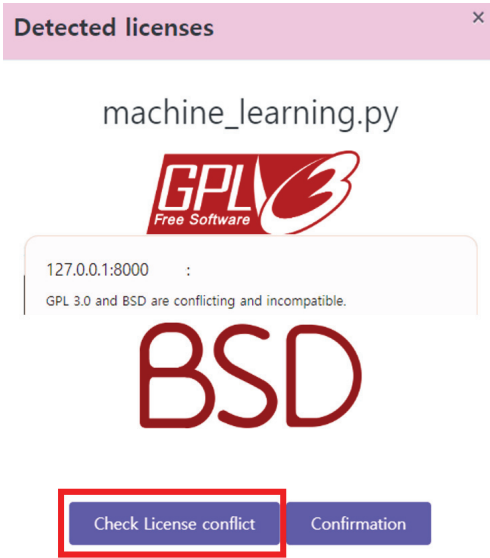 Detected licenses
×
machine_learning.py
GPL 3
Free Software
127.0.0.1:8000 :
GPL 3.0 and BSD are conflicting and incompatible.
BSD
Check License conflict
Confirmation